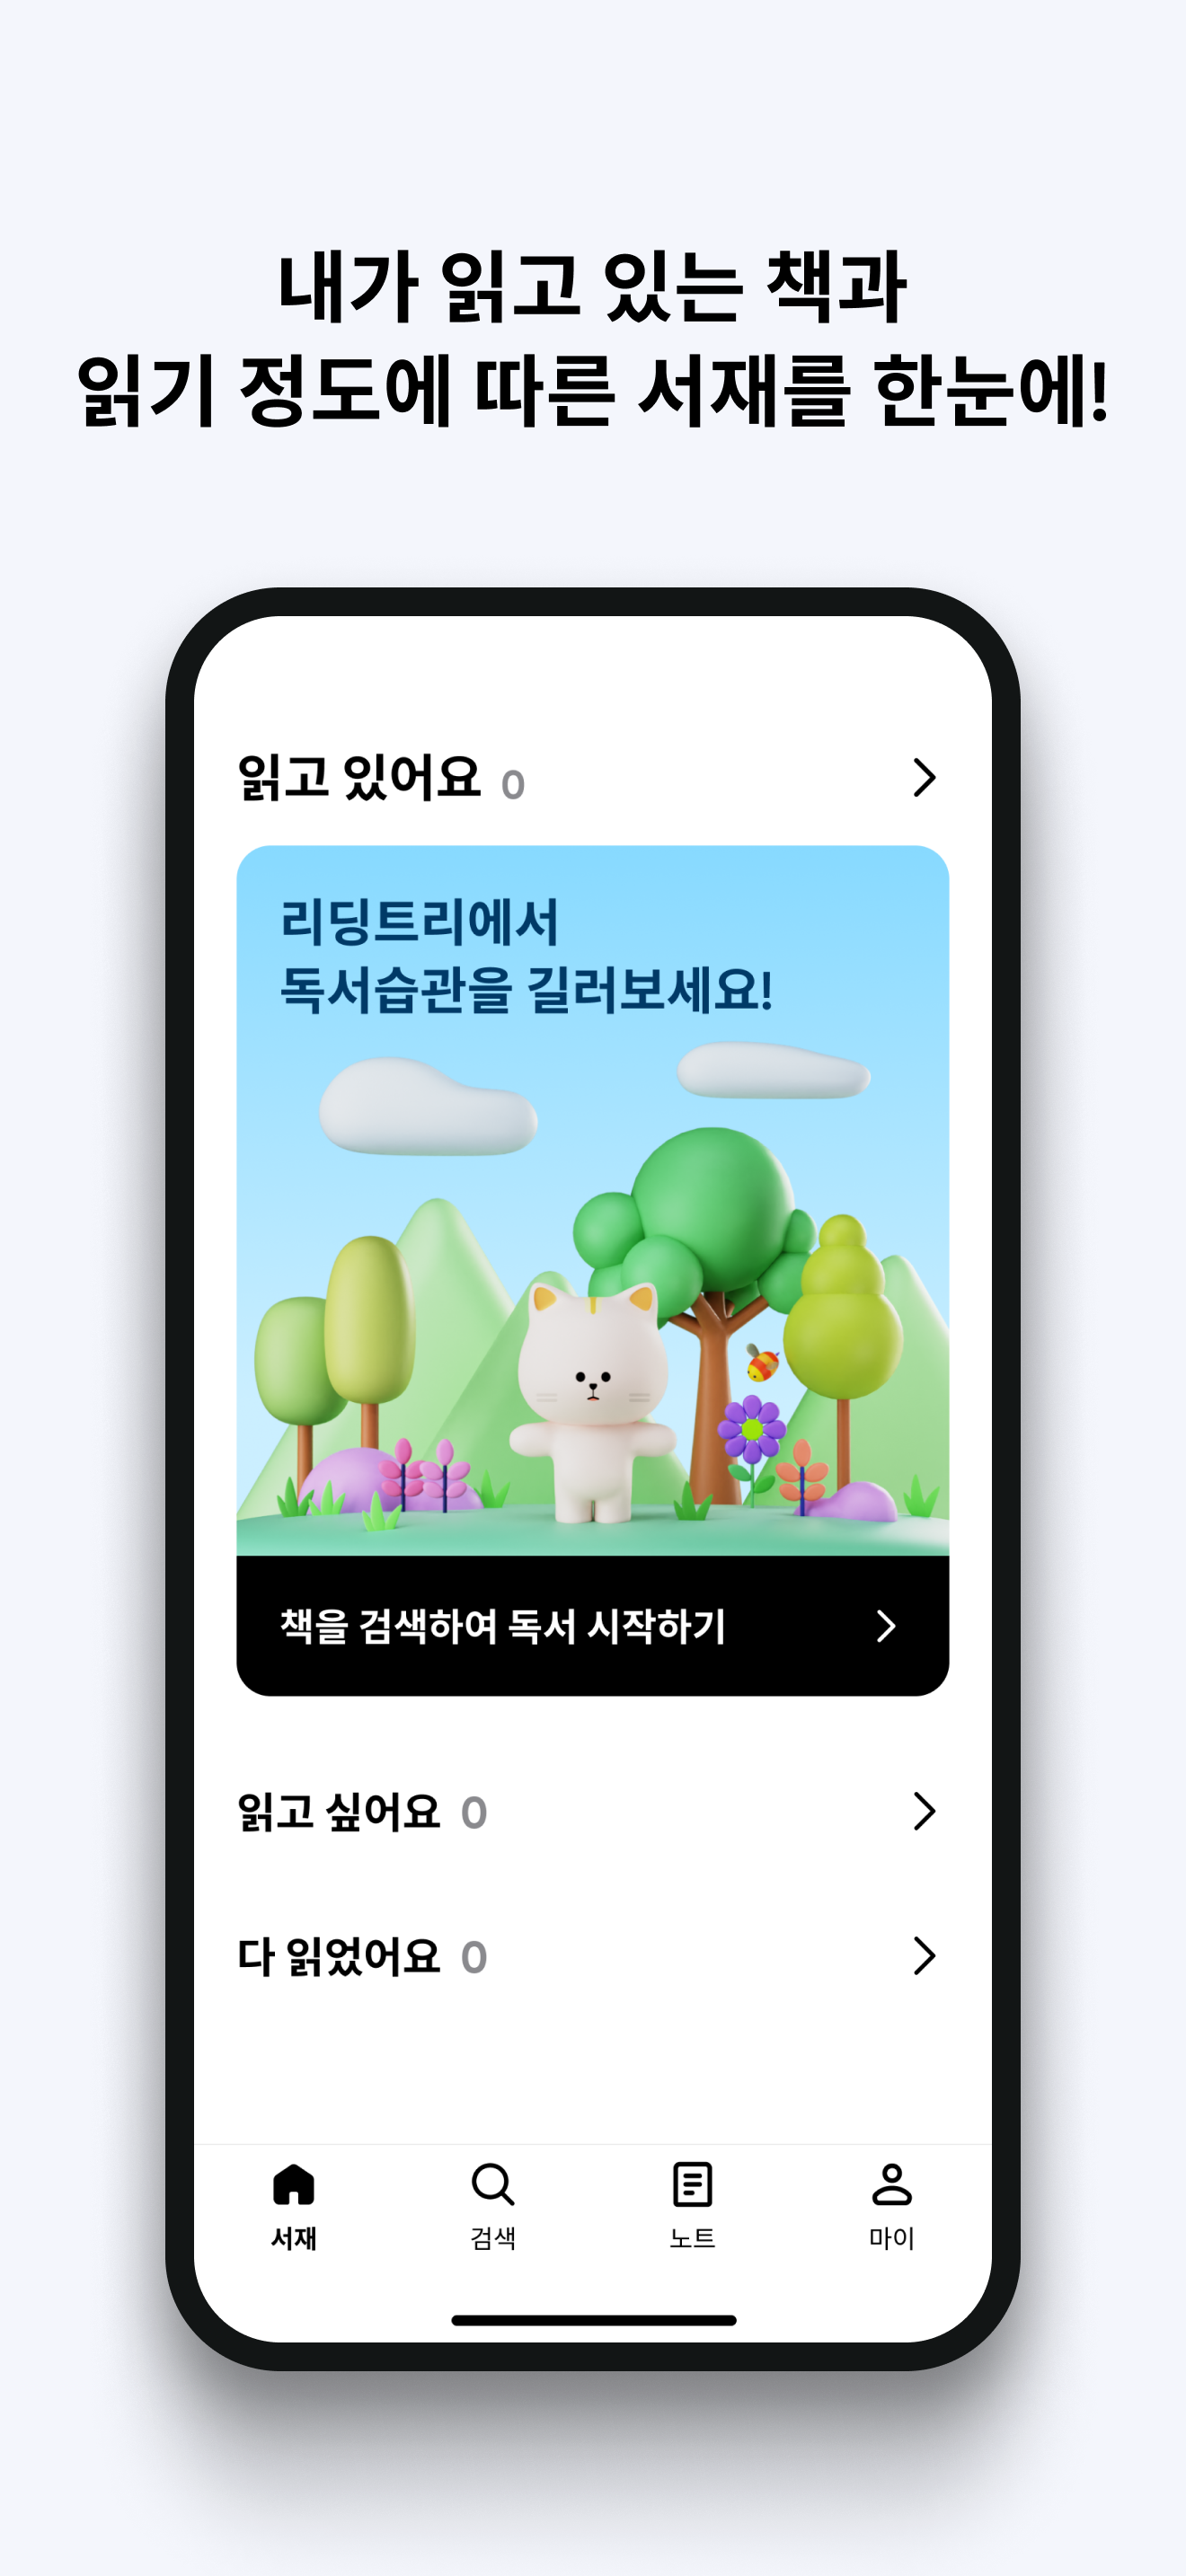 내가 읽고 있는 책과
읽기 정도에 따른 서재를 한눈에!
읽고 있어요 0
리딩트리에서
독서습관을 길러보세요!
책을 검색하여 독서 시작하기
읽고 싶어요 0
다 읽었어요 0
서재 검색 노트 마이